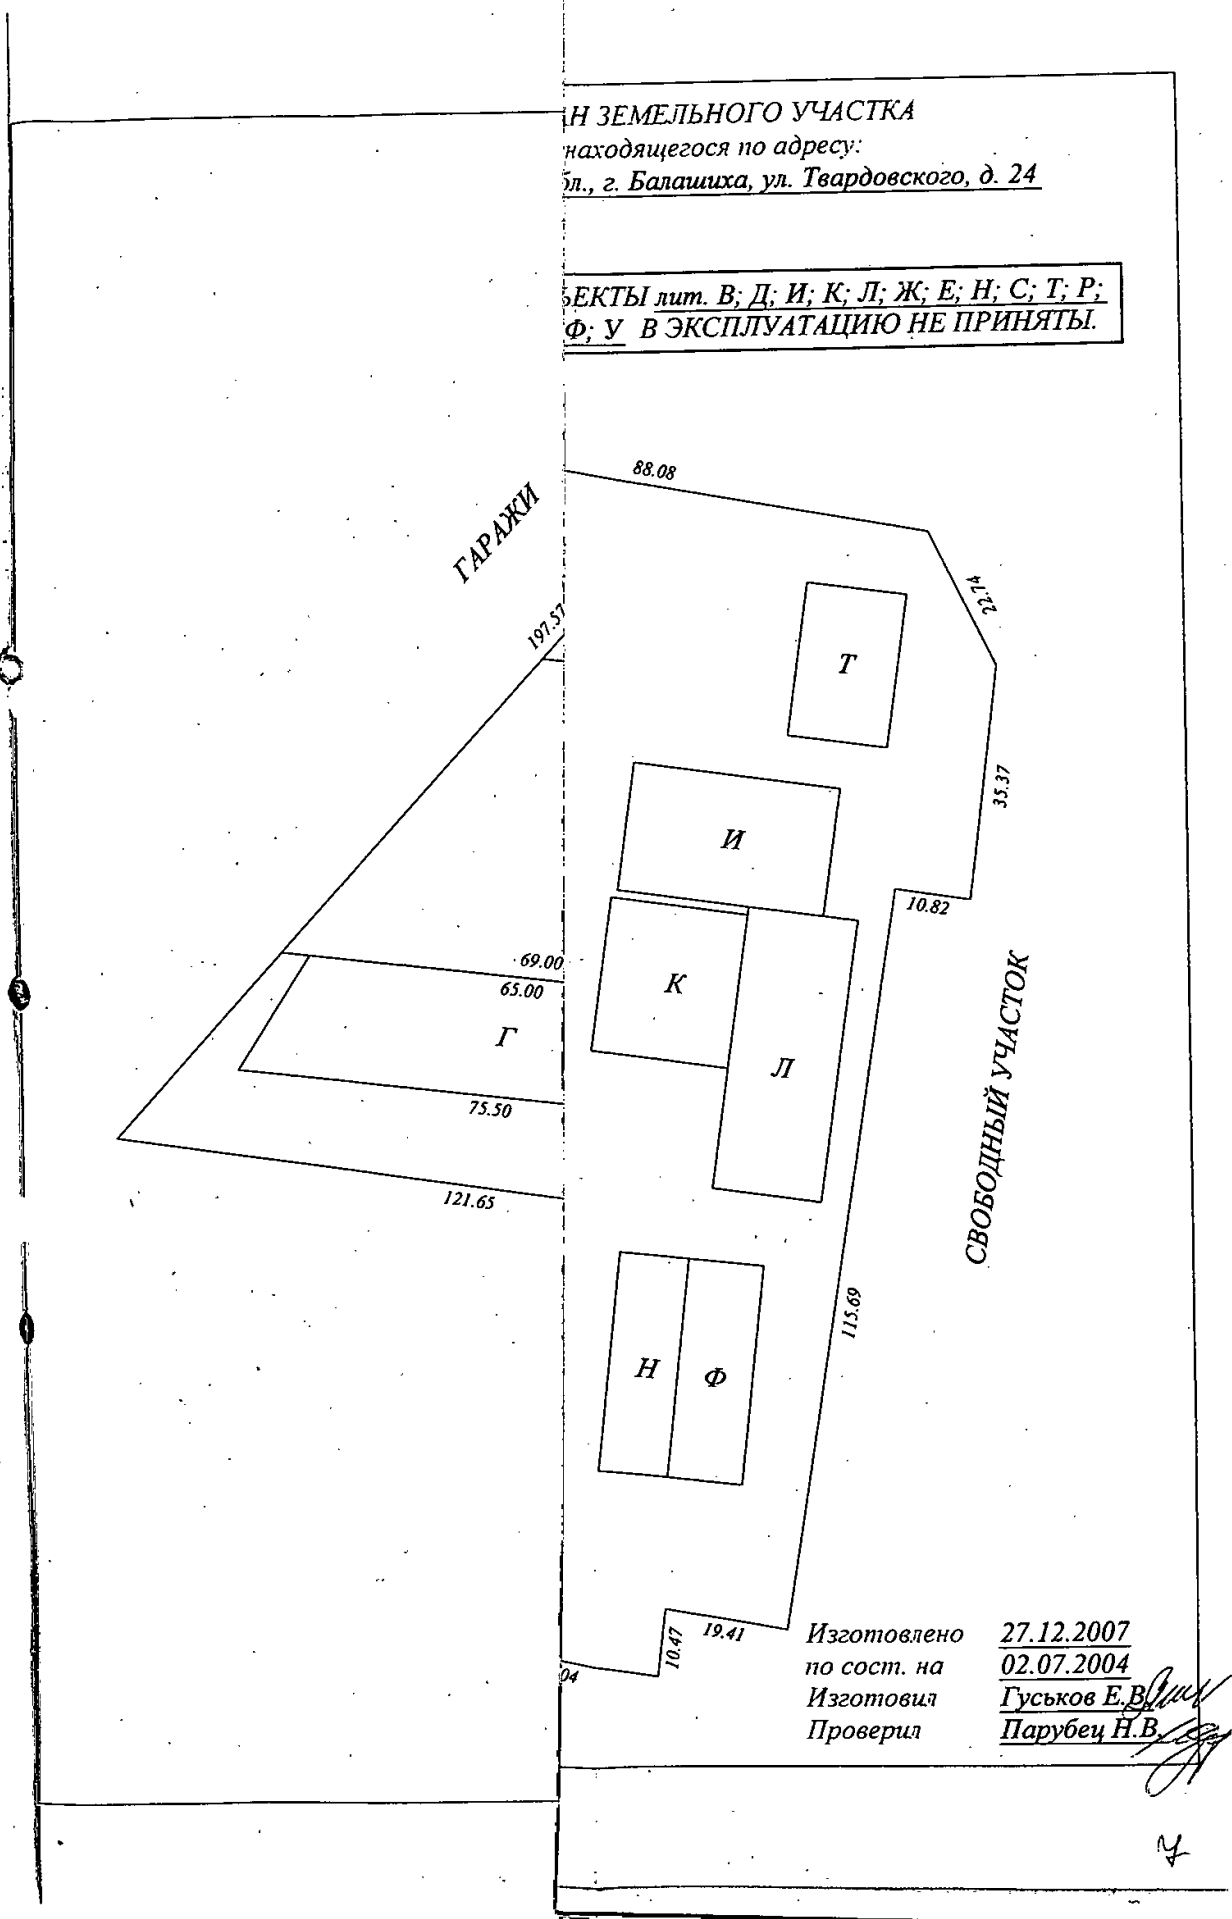 Н ЗЕМЕЛЬНОГО УЧАСТКА
находящегося по адресу:
бл., г. Балашиха, ул. Твардовского, д. 24
ЪЕКТЫ лит. В; Д; И; К; Л; Ж; Е; Н; С; Т; Р;
Ф; У В ЭКСПЛУАТАЦИЮ НЕ ПРИНЯТЫ.
88.08
ГАРАЖИ
22.74
197.57
Т
35.37
И
10.82
69.00
65.00
К
Г
Л
75.50
СВОБОДНЫЙ УЧАСТОК
121.65
115.69
Н
Ф
19.41
10.47
04
Изготовлено 27.12.2007
по сост. на 02.07.2004
Изготовил Гуськов Е.В.
Проверил Парубец Н.В.